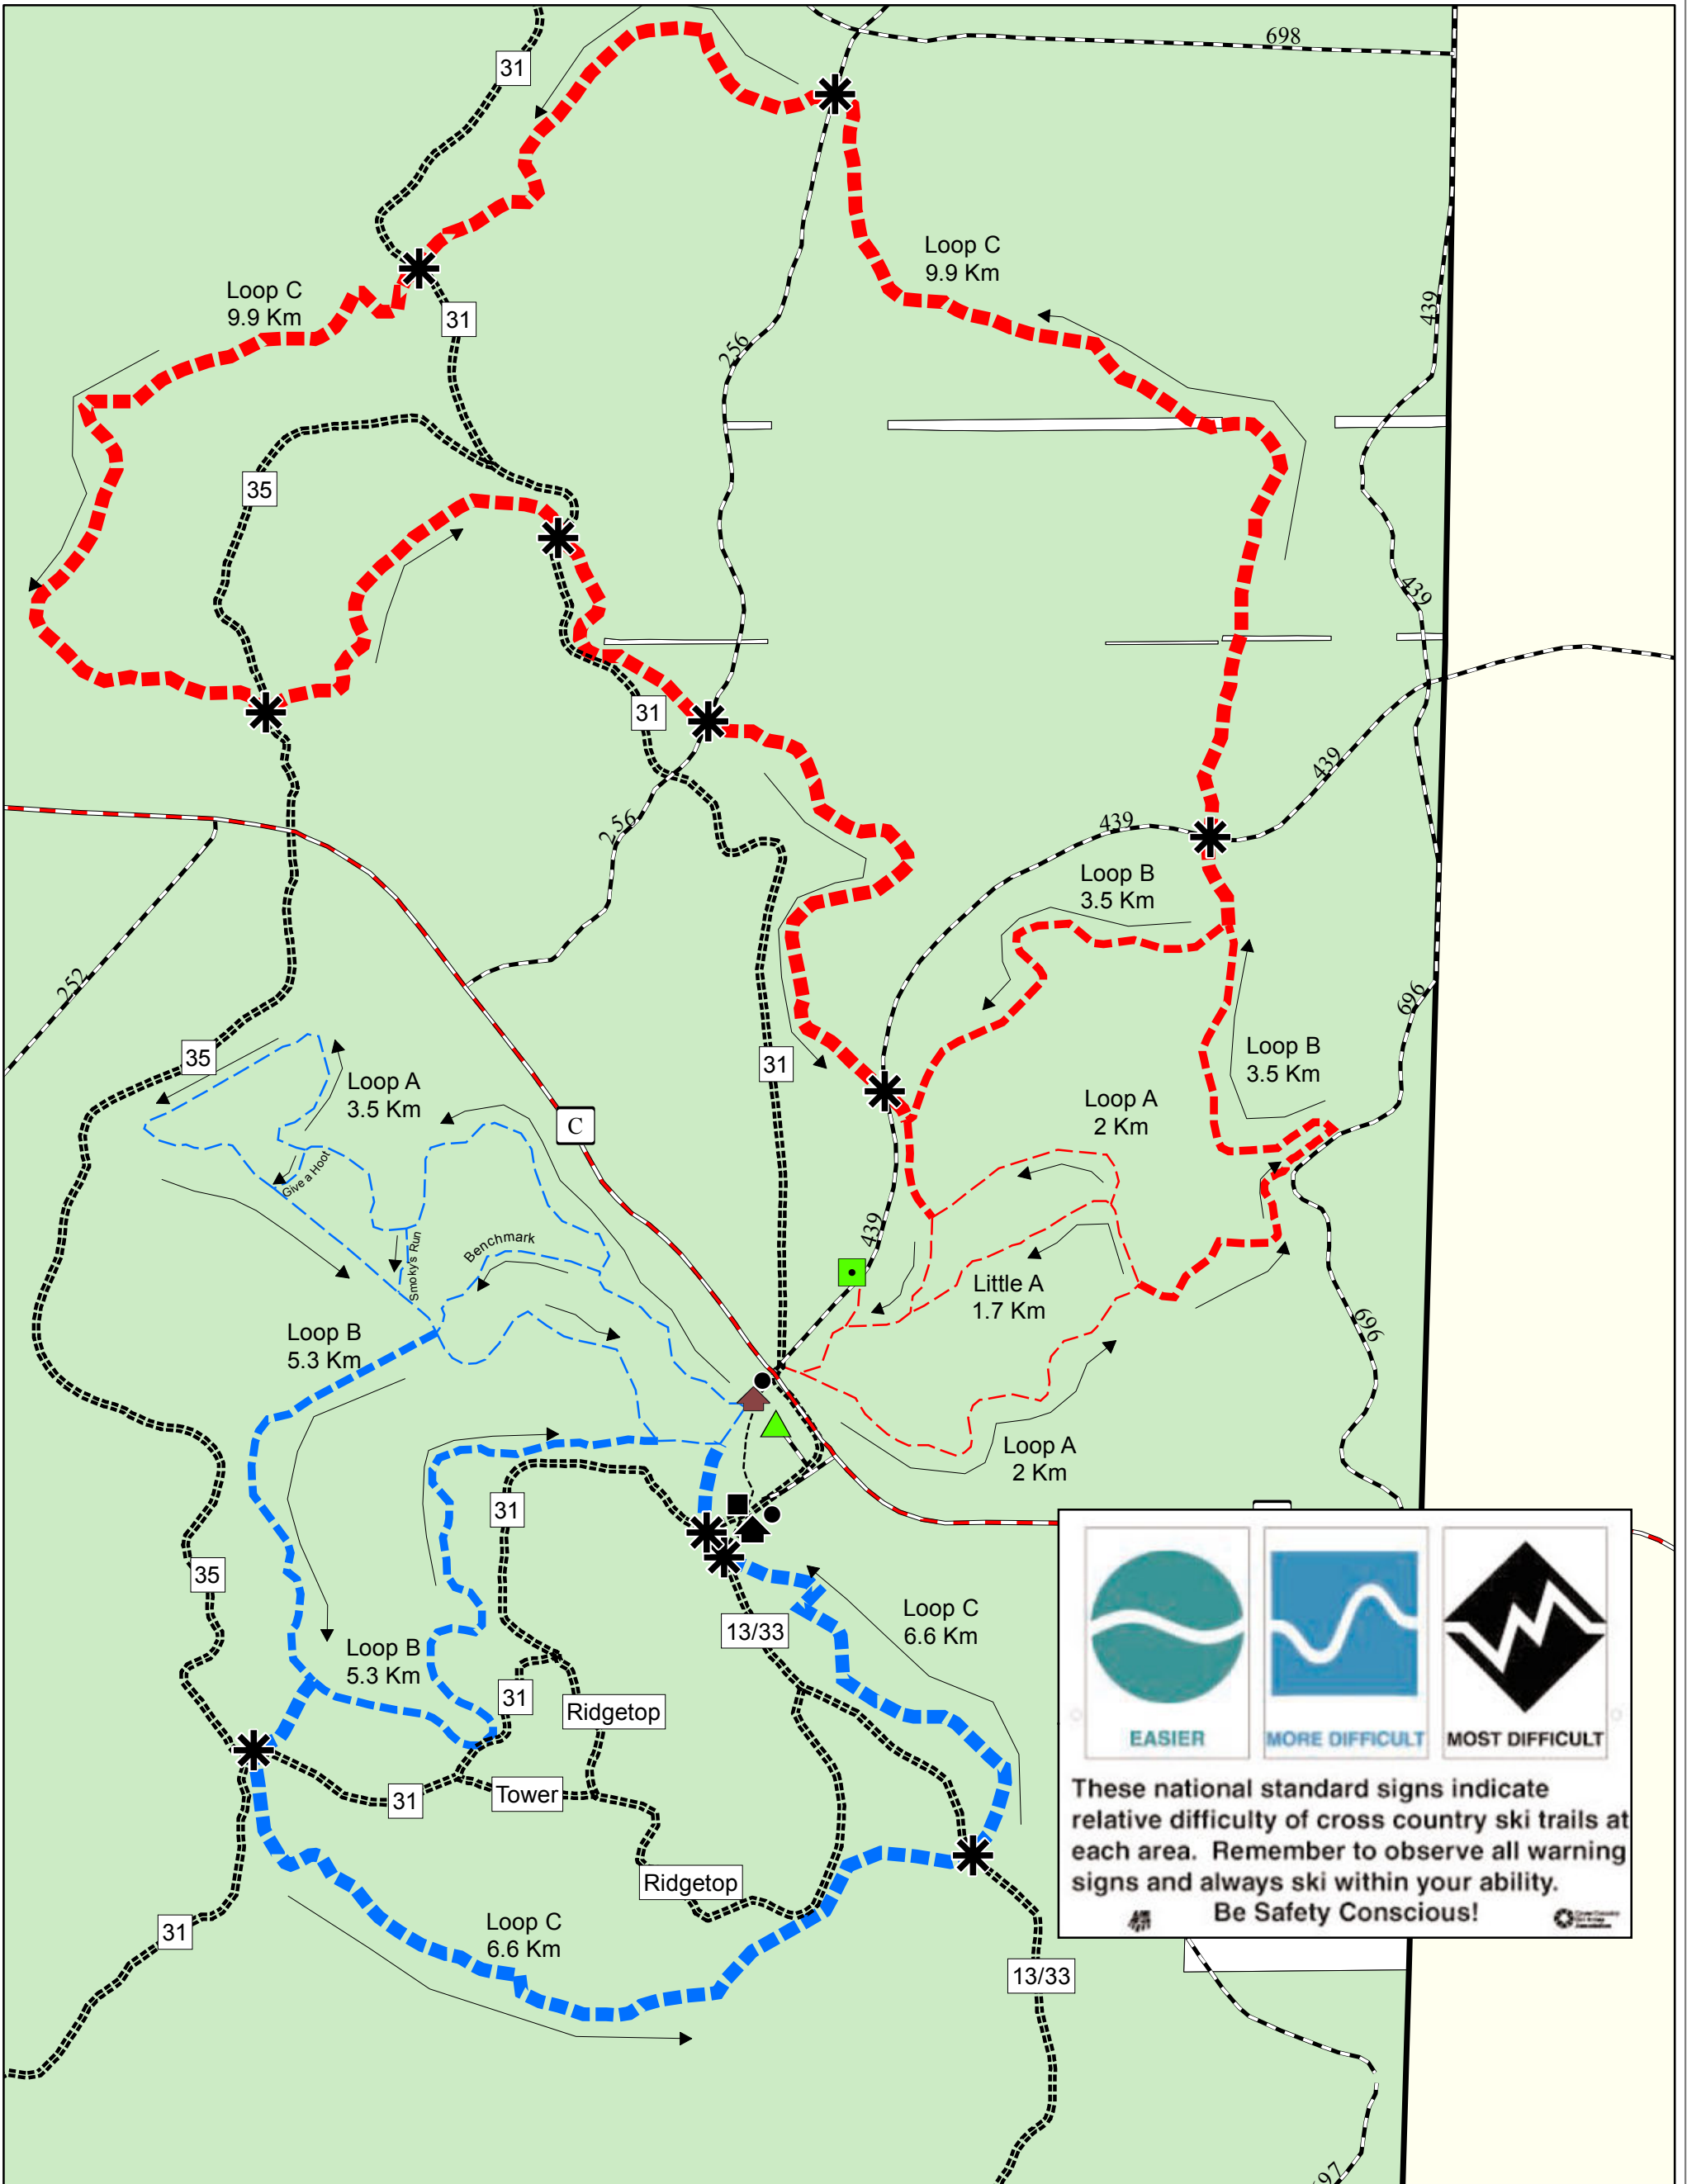 698
31
Loop C
9.9 Km
Loop C
9.9 Km
439
31
256
35
439
31
439
439
2 56
Loop B
3.5 Km
252
696
35
31
Loop B
3.5 Km
Loop A
3.5 Km
Loop A
2 Km
C
Give a Hoot
439
Smoky's Run
Benchmark
Little A
1.7 Km
Loop B
5.3 Km
696
Loop A
2 Km
31
35
Loop C
6.6 Km
13/33
Loop B
5.3 Km
31
Ridgetop
EASIER
MORE DIFFICULT
MOST DIFFICULT
These national standard signs indicate
relative difficulty of cross country ski trails at
each area. Remember to observe all warning
signs and always ski within your ability.
Be Safety Conscious!
31
Tower
Ridgetop
31
Loop C
6.6 Km
13/33